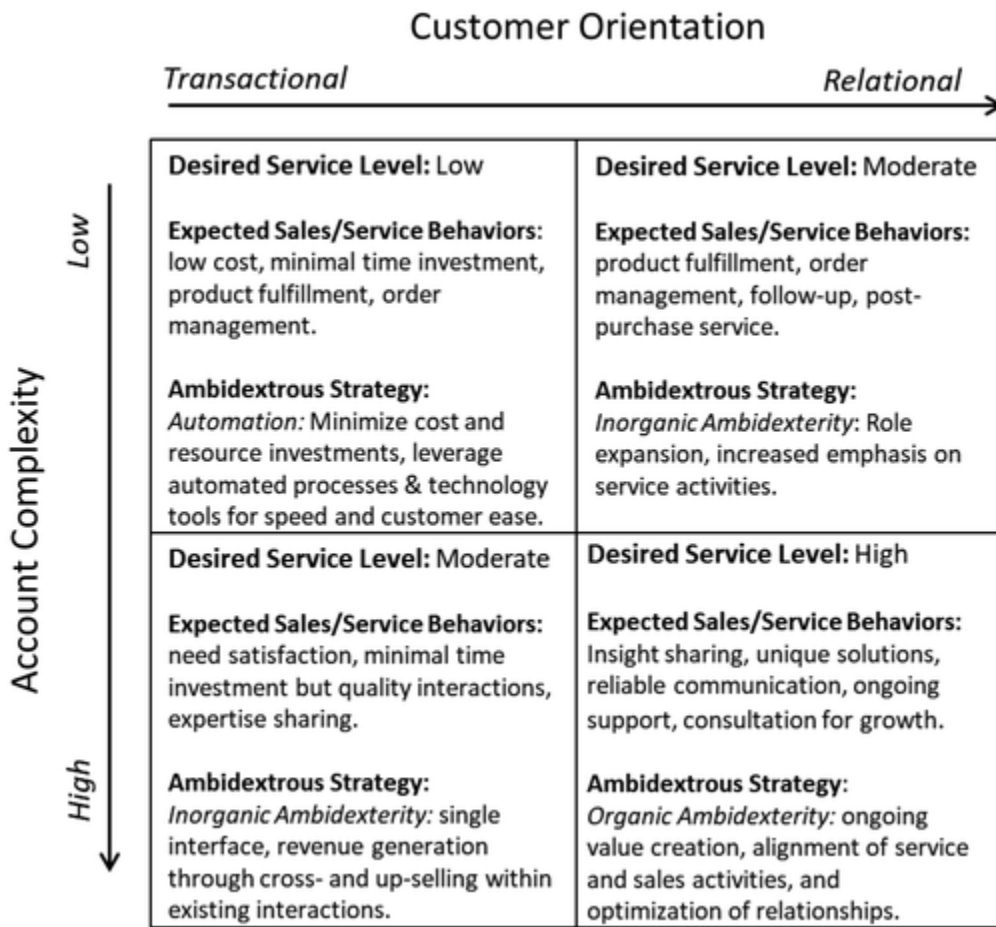 Customer Orientation
Transactional
Relational
Account Complexity
Low
High
Desired Service Level: Low
Expected Sales/Service Behaviors:
low cost, minimal time investment,
product fulfillment, order
management.
Ambidextrous Strategy:
Automation: Minimize cost and
resource investments, leverage
automated processes & technology
tools for speed and customer ease.
Desired Service Level: Moderate
Expected Sales/Service Behaviors:
product fulfillment, order
management, follow-up, post-
purchase service.
Ambidextrous Strategy:
Inorganic Ambidexterity: Role
expansion, increased emphasis on
service activities.
Desired Service Level: Moderate
Expected Sales/Service Behaviors:
need satisfaction, minimal time
investment but quality interactions,
expertise sharing.
Ambidextrous Strategy:
Inorganic Ambidexterity: single
interface, revenue generation
through cross- and up-selling within
existing interactions.
Desired Service Level: High
Expected Sales/Service Behaviors:
Insight sharing, unique solutions,
reliable communication, ongoing
support, consultation for growth.
Ambidextrous Strategy:
Organic Ambidexterity: ongoing
value creation, alignment of service
and sales activities, and
optimization of relationships.